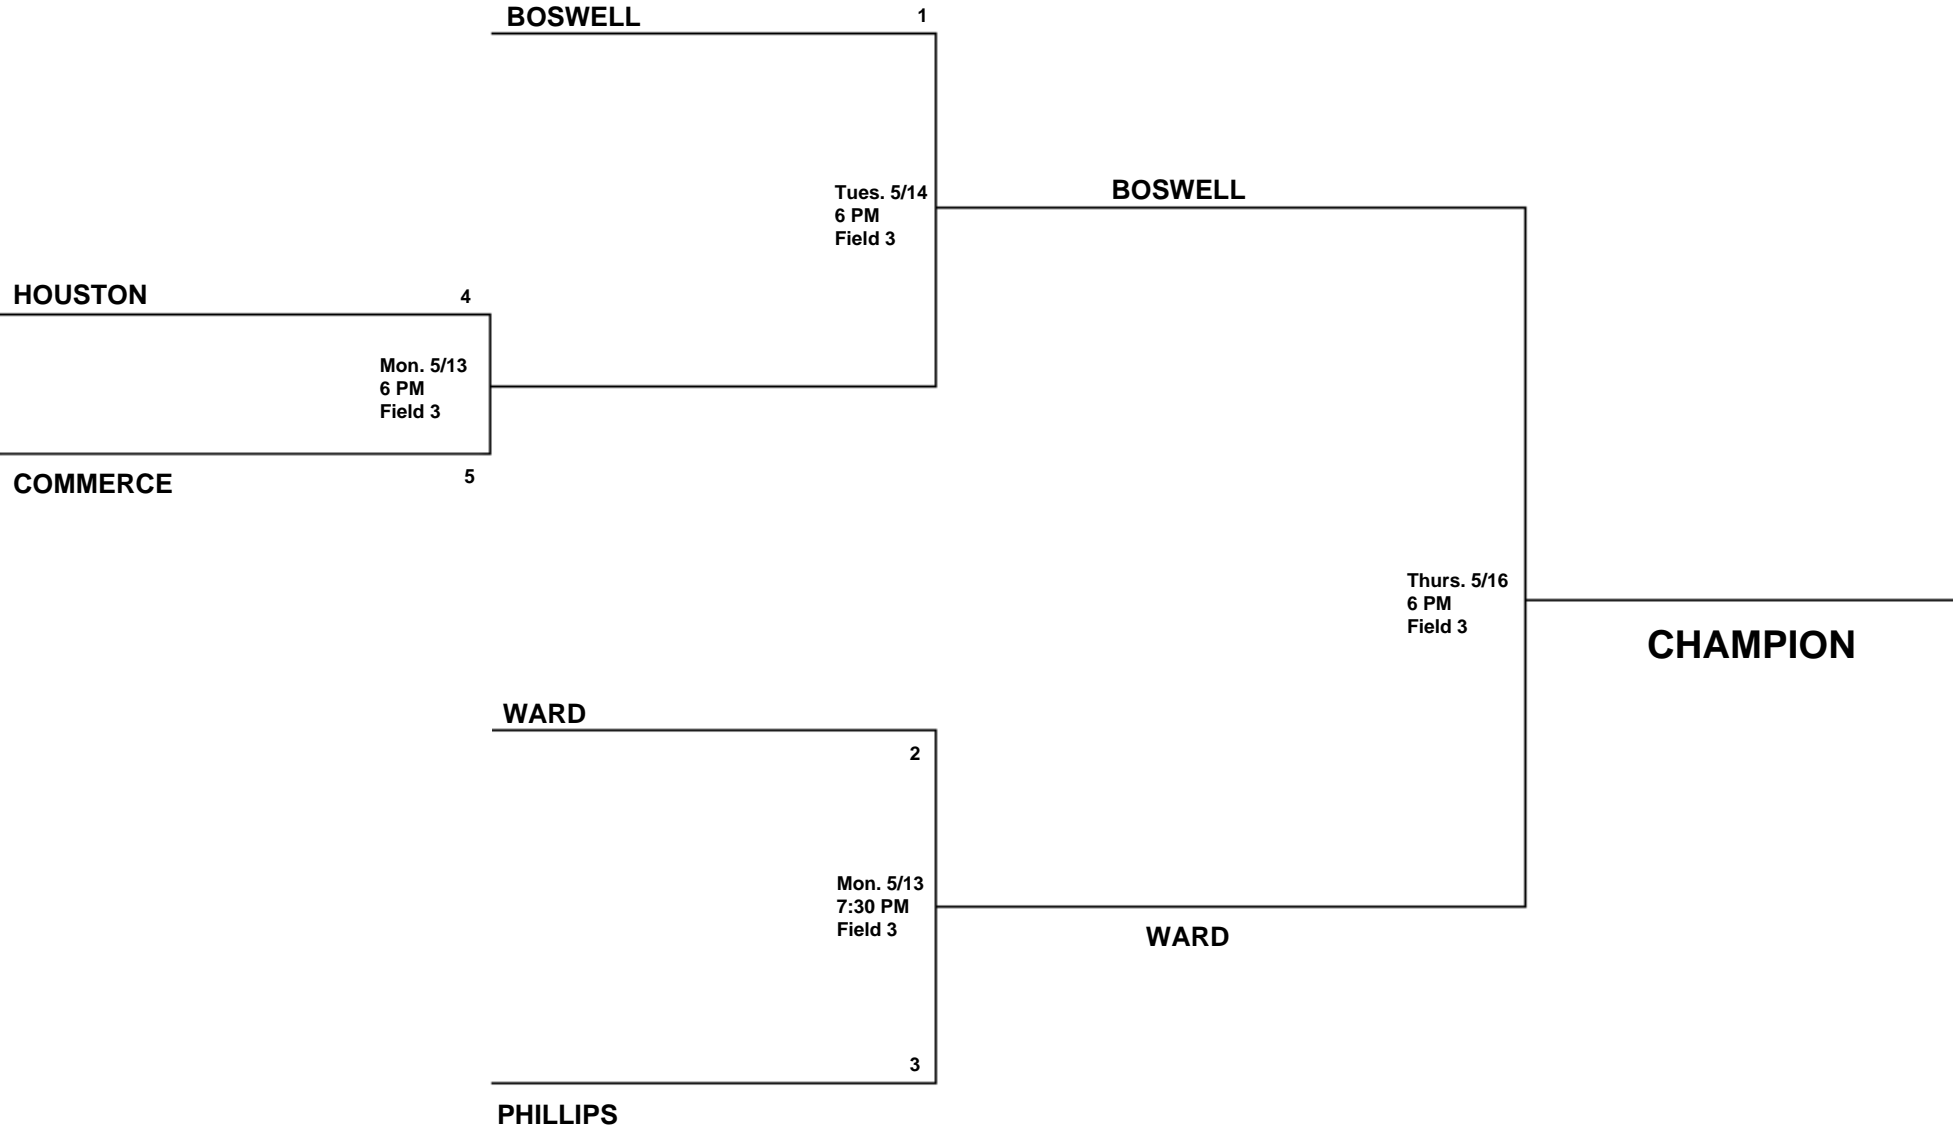 BOSWELL 1
Tues. 5/14
6 PM
Field 3
BOSWELL
HOUSTON 4
Mon. 5/13
6 PM
Field 3
COMMERCE 5
Thurs. 5/16
6 PM
Field 3
CHAMPION
WARD
2
Mon. 5/13
7:30 PM
Field 3
WARD
3
PHILLIPS